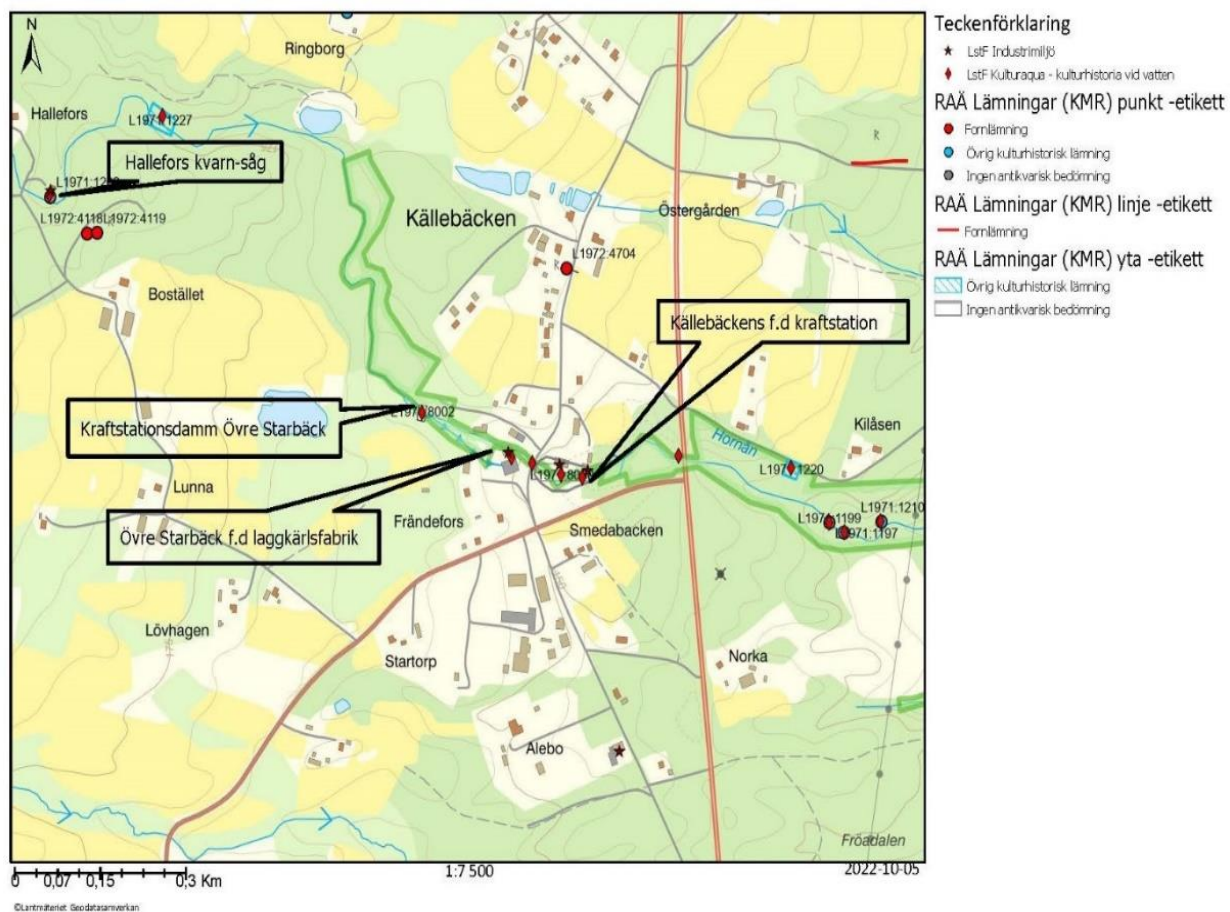 N
Ringborg
Hallefors
L1971:1227
Hallefors kvarn-såg
L1972:4118
L1972:4119
Källebäcken
Östergården
R
L1972:4704
R
Bostället
Källebäckens f.d kraftstation
Kraftstationsdamm Övre Starbäck
Hornån
Kilåsen
L1971:1220
Lunna
Övre Starbäck f.d laggkärlsfabrik
Frändefors
Smedabacken
L1971:1199
L1971:1210
L1971:1197
Lövhagen
Startorp
Norka
Alebo
Fröadalen
175
Teckenförklaring
LstF Industrimiljö
LstF Kulturaqua - kulturhistoria vid vatten
RAÄ Lämningar (KMR) punkt -etikett
Fornlämning
Övrig kulturhistorisk lämning
Ingen antikvarisk bedömning
RAÄ Lämningar (KMR) linje -etikett
Fornlämning
RAÄ Lämningar (KMR) yta -etikett
Övrig kulturhistorisk lämning
Ingen antikvarisk bedömning
0 0,07 0,15 0,3 Km
1:7 500
2022-10-05
©Lantmäteriet Geodatasamverkan